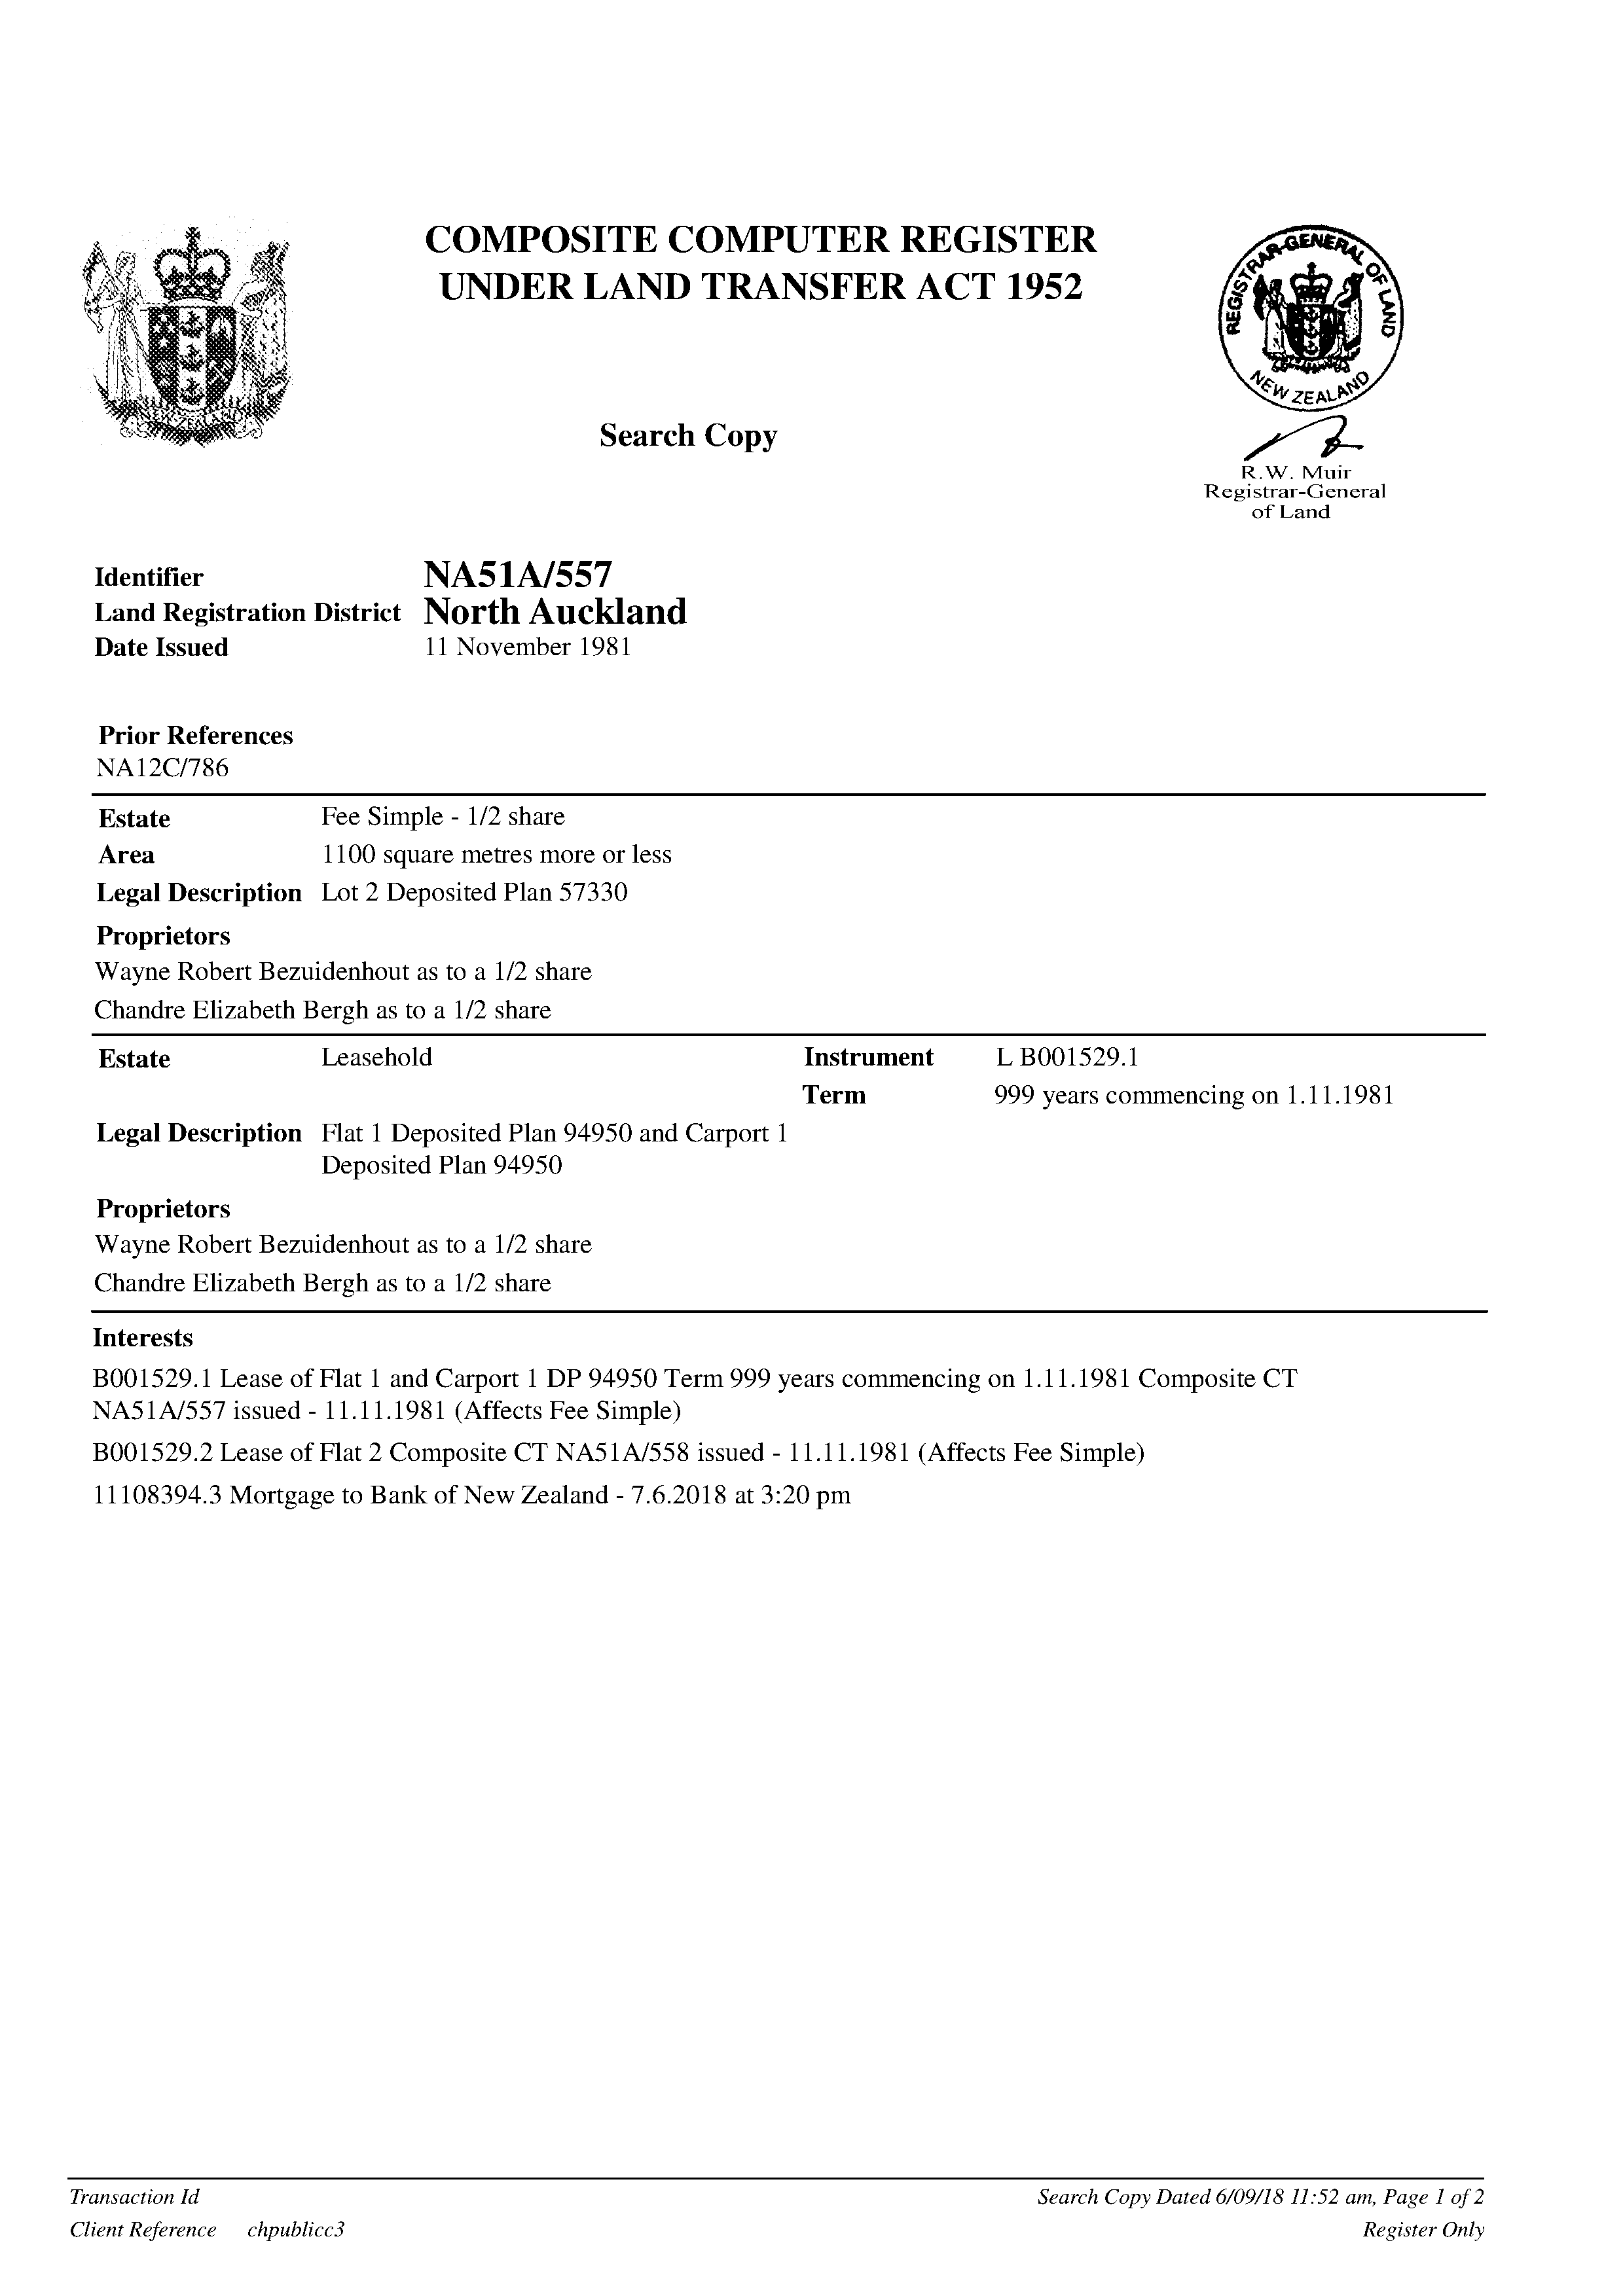 COMPOSITE COMPUTER REGISTER
UNDER LAND TRANSFER ACT 1952
Search Copy
REGISTRAR-GENERAL OF LAND
NEW ZEALAND
R.W. Muir
Registrar-General
of Land
NEW ZEALAND
Identifier NA51A/557
Land Registration District North Auckland
Date Issued 11 November 1981
Prior References
NA12C/786
Estate Fee Simple - 1/2 share
Area 1100 square metres more or less
Legal Description Lot 2 Deposited Plan 57330
Proprietors
Wayne Robert Bezuidenhout as to a 1/2 share
Chandre Elizabeth Bergh as to a 1/2 share
Estate Leasehold Instrument L B001529.1
Term 999 years commencing on 1.11.1981
Legal Description Flat 1 Deposited Plan 94950 and Carport 1
Deposited Plan 94950
Proprietors
Wayne Robert Bezuidenhout as to a 1/2 share
Chandre Elizabeth Bergh as to a 1/2 share
Interests
B001529.1 Lease of Flat 1 and Carport 1 DP 94950 Term 999 years commencing on 1.11.1981 Composite CT
NA51A/557 issued - 11.11.1981 (Affects Fee Simple)
B001529.2 Lease of Flat 2 Composite CT NA51A/558 issued - 11.11.1981 (Affects Fee Simple)
11108394.3 Mortgage to Bank of New Zealand - 7.6.2018 at 3:20 pm
Transaction Id Search Copy Dated 6/09/18 11:52 am, Page 1 of 2
Client Reference chpublicc3 Register Only